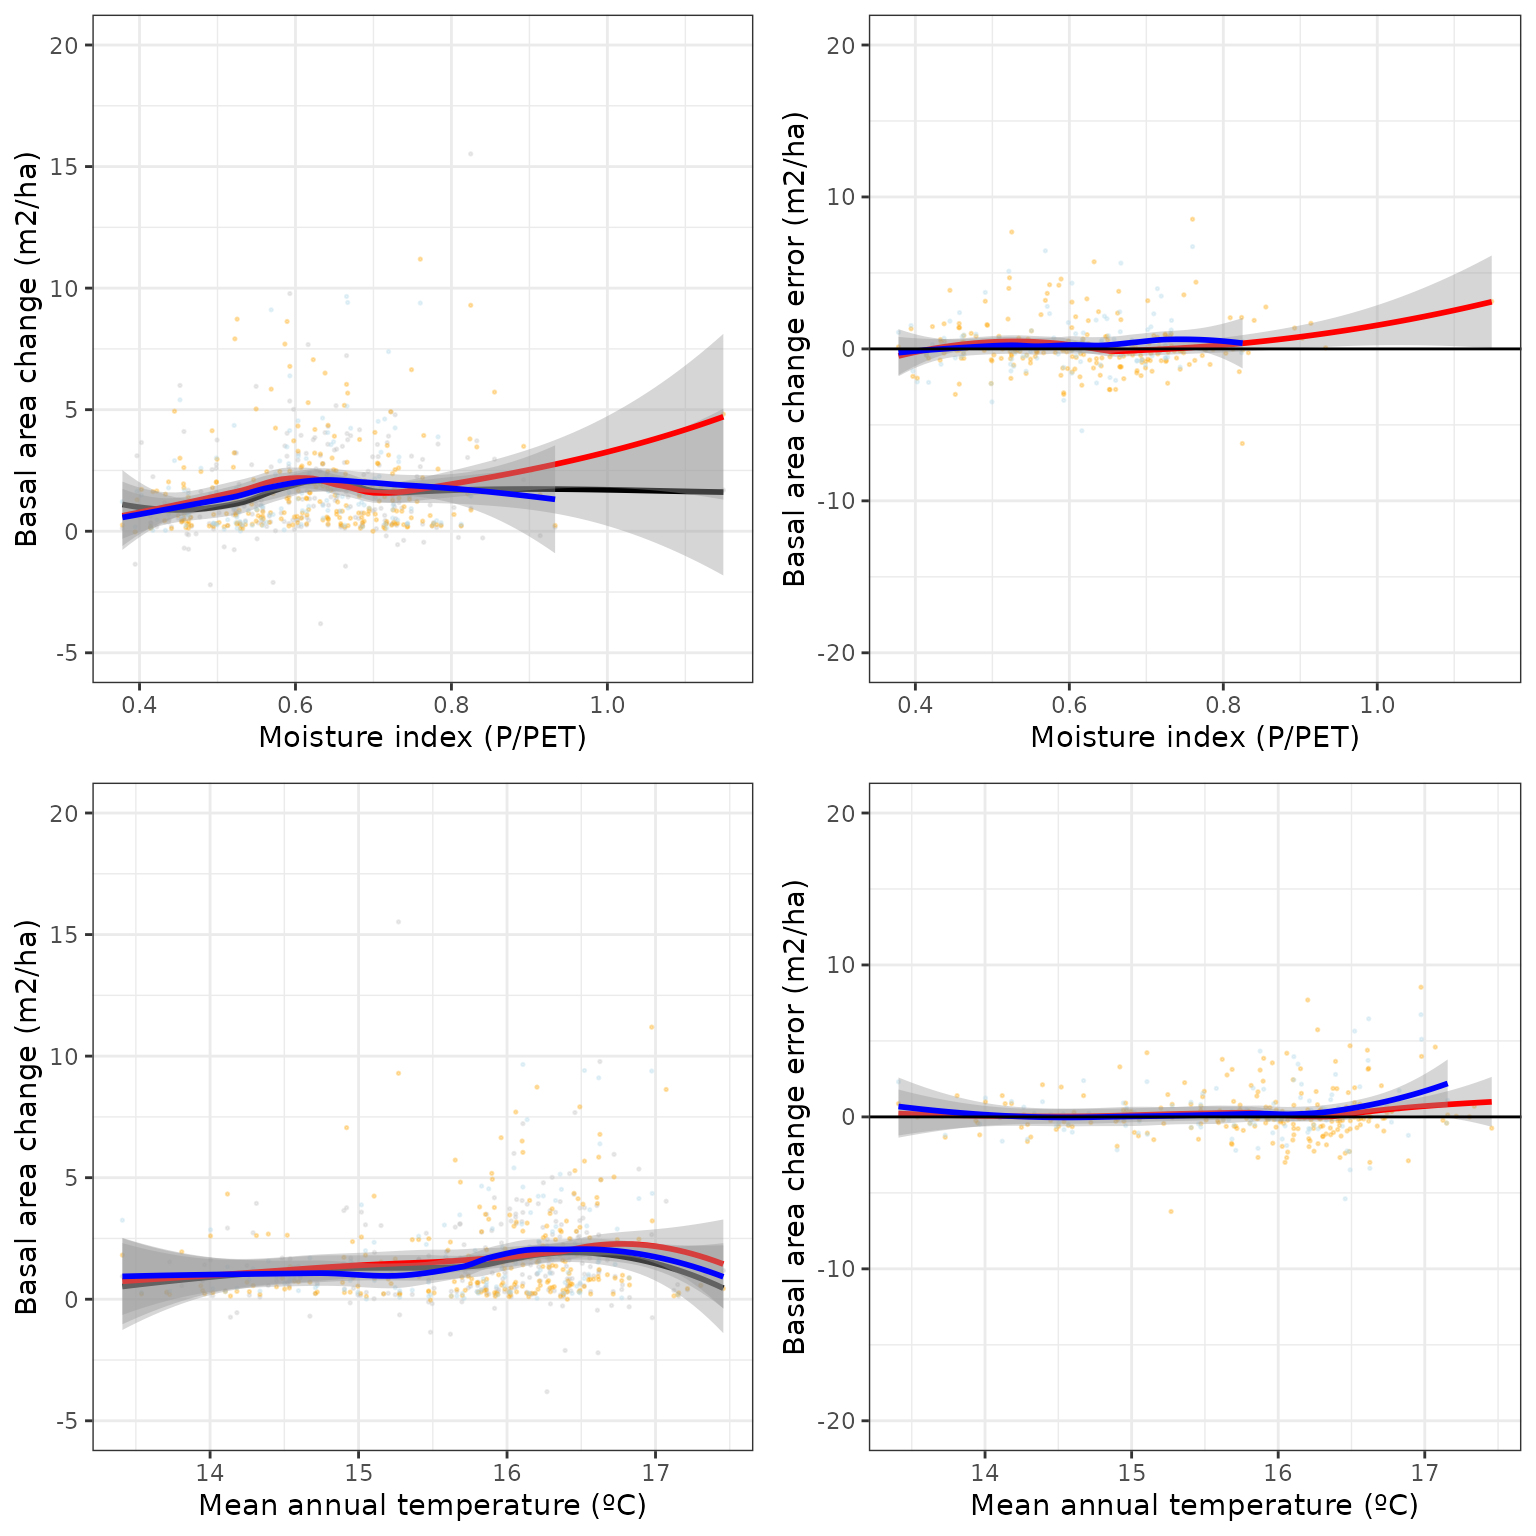 20
15
10
5
0
-5
Basal area change (m2/ha)
0.4 0.6 0.8 1.0
Moisture index (P/PET)
20
10
0
-10
-20
Basal area change error (m2/ha)
0.4 0.6 0.8 1.0
Moisture index (P/PET)
20
15
10
5
0
-5
Basal area change (m2/ha)
14 15 16 17
Mean annual temperature (ºC)
20
10
0
-10
-20
Basal area change error (m2/ha)
14 15 16 17
Mean annual temperature (ºC)